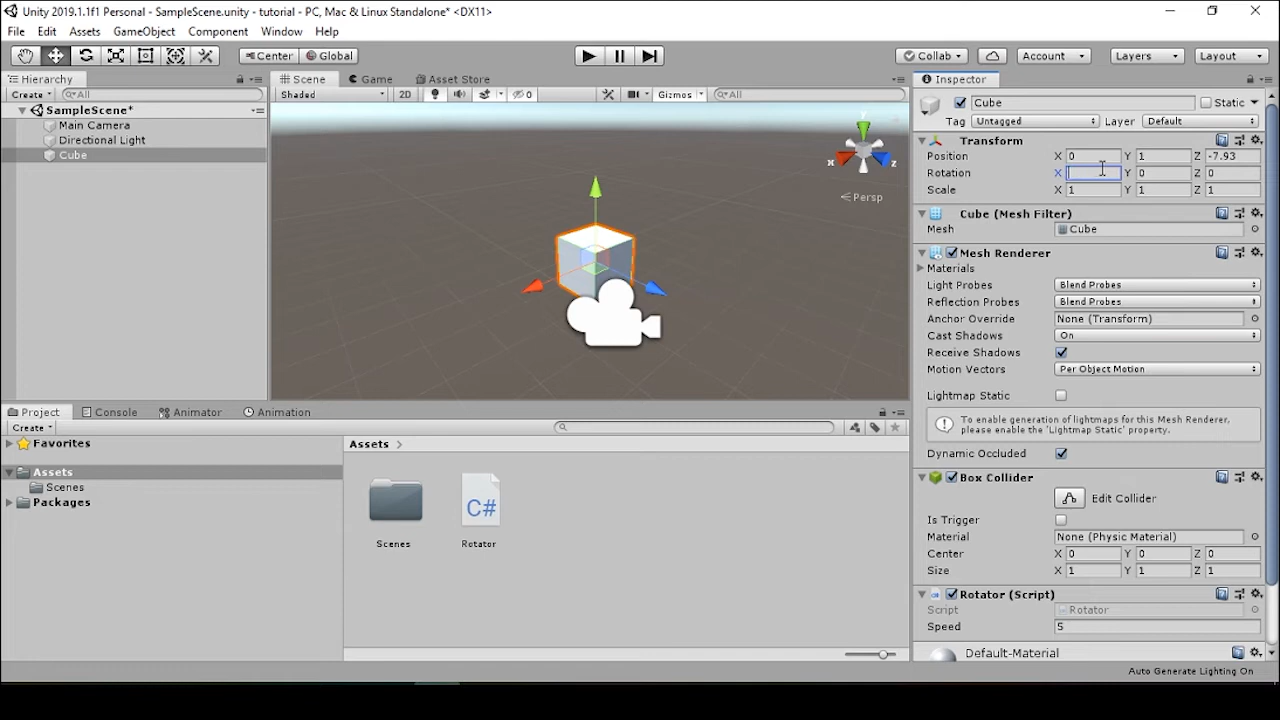 Unity 2019.1.1f1 Personal - SampleScene.unity - tutorial - PC, Mac & Linux Standalone* <DX11>
File Edit Assets GameObject Component Window Help
Center Global Collab Account Layers Layout
Hierarchy
Create All
SampleScene*
Main Camera
Directional Light
Cube
Scene Game Asset Store
Shaded 2D 0 Gizmos All
y
x z
Persp
Inspector
Cube Static
Tag Untagged Layer Default
Transform
Position X 0 Y 1 Z -7.93
Rotation X Y 0 Z 0
Scale X 1 Y 1 Z 1
Cube (Mesh Filter)
Mesh Cube
Mesh Renderer
Materials
Light Probes Blend Probes
Reflection Probes Blend Probes
Anchor Override None (Transform)
Cast Shadows On
Receive Shadows
Motion Vectors Per Object Motion
Lightmap Static
To enable generation of lightmaps for this Mesh Renderer,
please enable the 'Lightmap Static' property.
Dynamic Occluded
Box Collider
Edit Collider
Is Trigger
Material None (Physic Material)
Center X 0 Y 0 Z 0
Size X 1 Y 1 Z 1
Rotator (Script)
Script Rotator
Speed 5
Default-Material
Project Console Animator Animation
Create
Favorites
Assets
Scenes
Packages
Assets
C#
Scenes Rotator
Auto Generate Lighting On